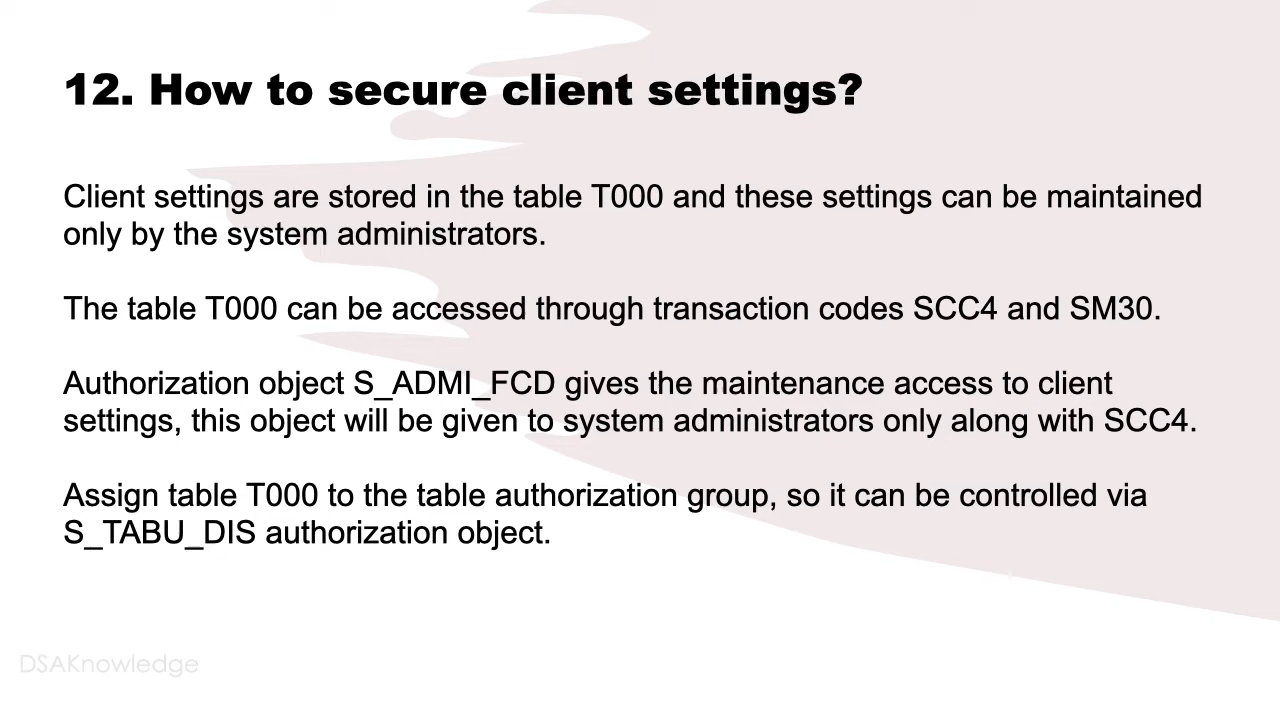 12. How to secure client settings?
Client settings are stored in the table T000 and these settings can be maintained
only by the system administrators.
The table T000 can be accessed through transaction codes SCC4 and SM30.
Authorization object S_ADMI_FCD gives the maintenance access to client
settings, this object will be given to system administrators only along with SCC4.
Assign table T000 to the table authorization group, so it can be controlled via
S_TABU_DIS authorization object.
DSAKnowledge